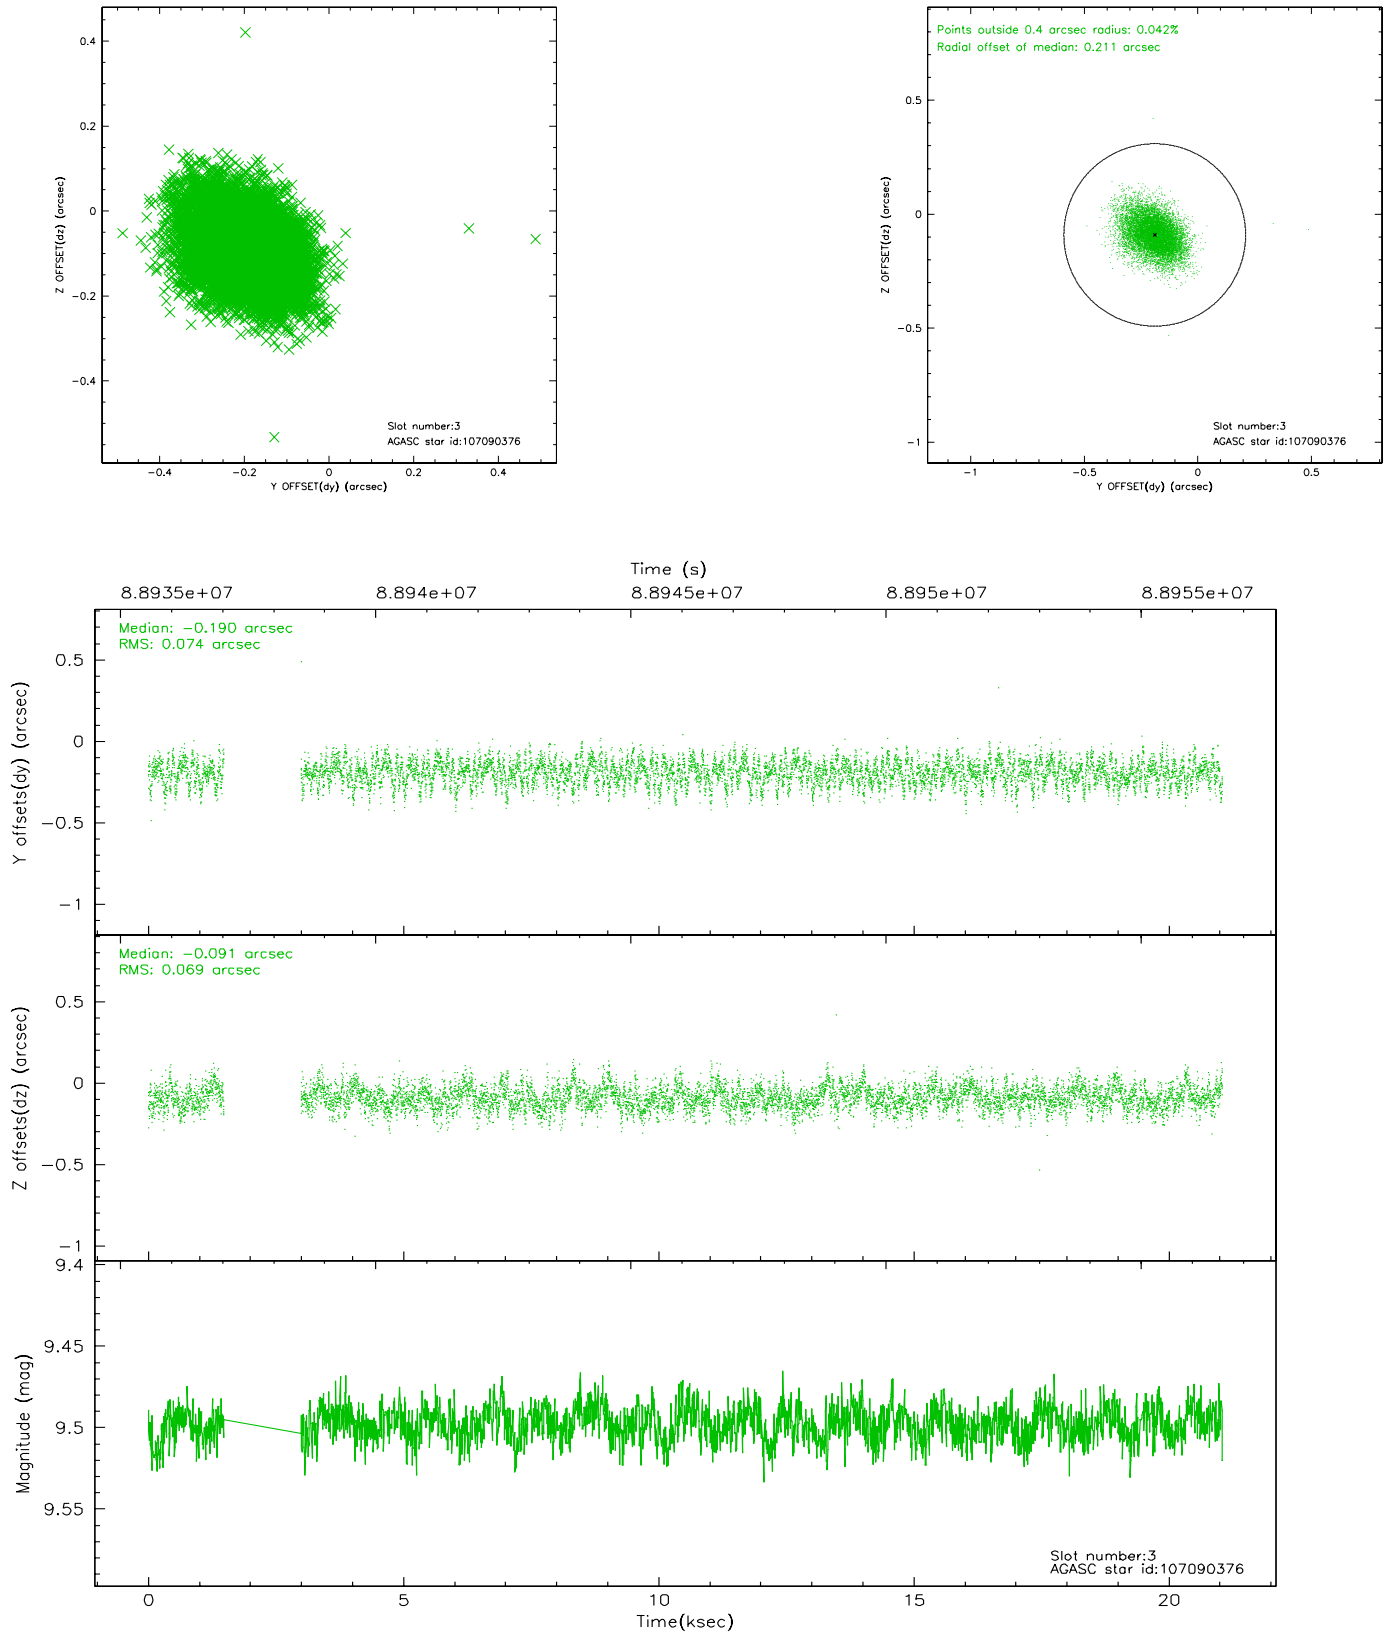 0.4
0.2
0
−0.2
−0.4
Z OFFSET(dz) (arcsec)
Slot number:3
AGASC star id:107090376
−0.4
−0.2
0
0.2
0.4
Y OFFSET(dy) (arcsec)
Points outside 0.4 arcsec radius: 0.042%
Radial offset of median: 0.211 arcsec
0.5
0
−0.5
−1
Z OFFSET(dz) (arcsec)
Slot number:3
AGASC star id:107090376
−1
−0.5
0
0.5
Y OFFSET(dy) (arcsec)
Time (s)
8.8935e+07
8.894e+07
8.8945e+07
8.895e+07
8.8955e+07
Median: −0.190 arcsec
RMS: 0.074 arcsec
0.5
0
−0.5
−1
Y offsets(dy) (arcsec)
Median: −0.091 arcsec
RMS: 0.069 arcsec
0.5
0
−0.5
−1
Z offsets(dz) (arcsec)
9.4
9.45
9.5
9.55
Magnitude (mag)
Slot number:3
AGASC star id:107090376
0
5
10
15
20
Time(ksec)